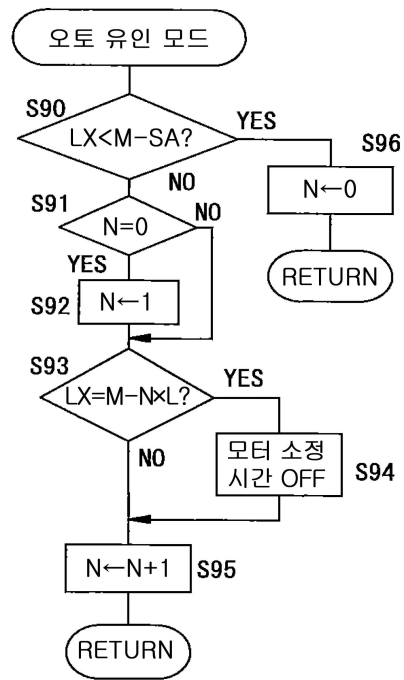 오토 유인 모드
S90
LX<M-SA?
YES
S96
NO
N←0
S91
N=0
NO
YES
RETURN
S92
N←1
S93
LX=M-N×L?
YES
NO
모터 소정
시간 OFF
S94
N←N+1
S95
RETURN